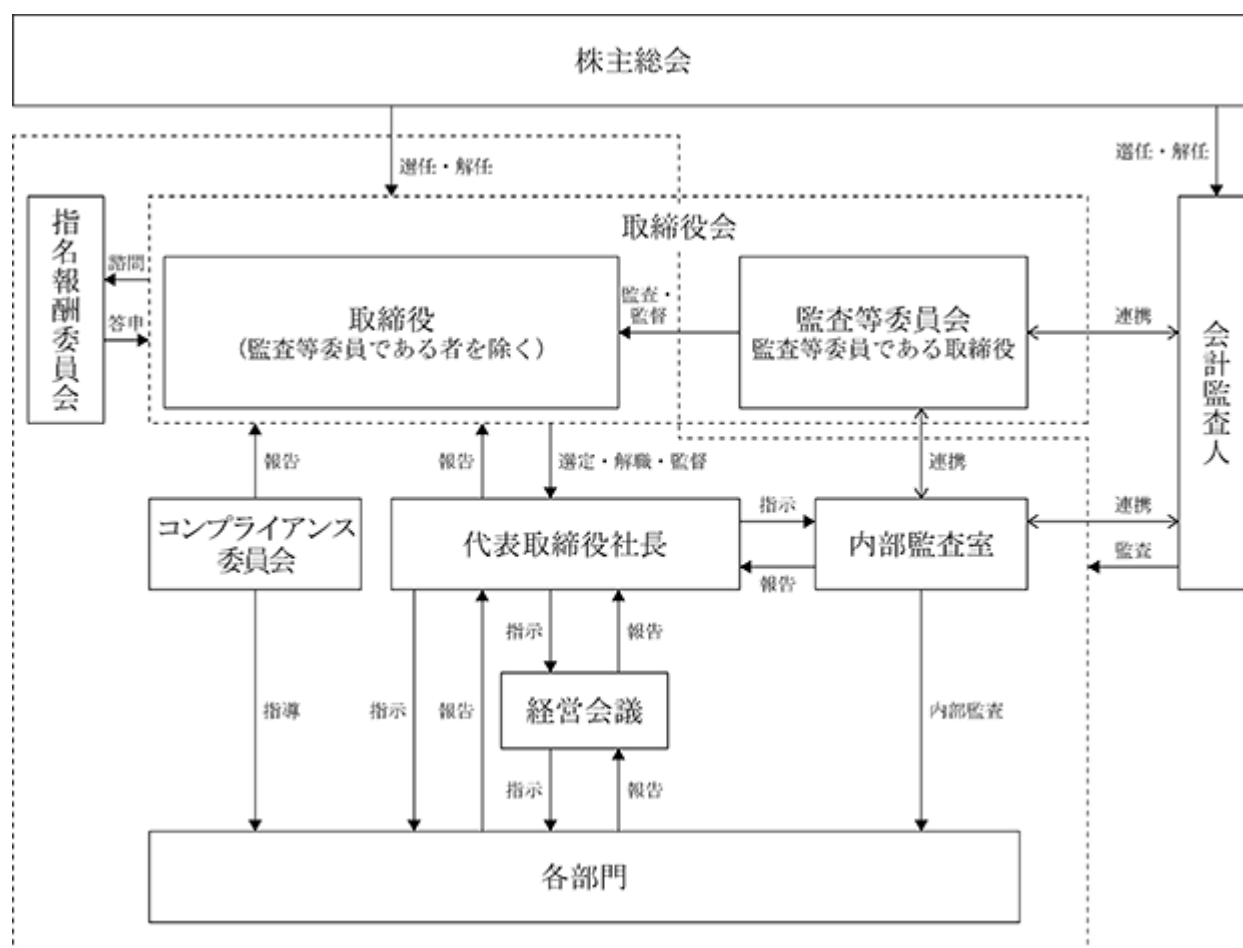 株主総会
選任・解任
選任・解任
取締役会
指名報酬委員会
諮問
答申
取締役
（監査等委員である者を除く）
監査・
監督
監査等委員会
監査等委員である取締役
連携
会計監査人
報告
報告
選定・解職・監督
連携
コンプライアンス
委員会
代表取締役社長
指示
報告
内部監査室
連携
監査
指示
報告
経営会議
指導
指示
報告
内部監査
指示
報告
各部門